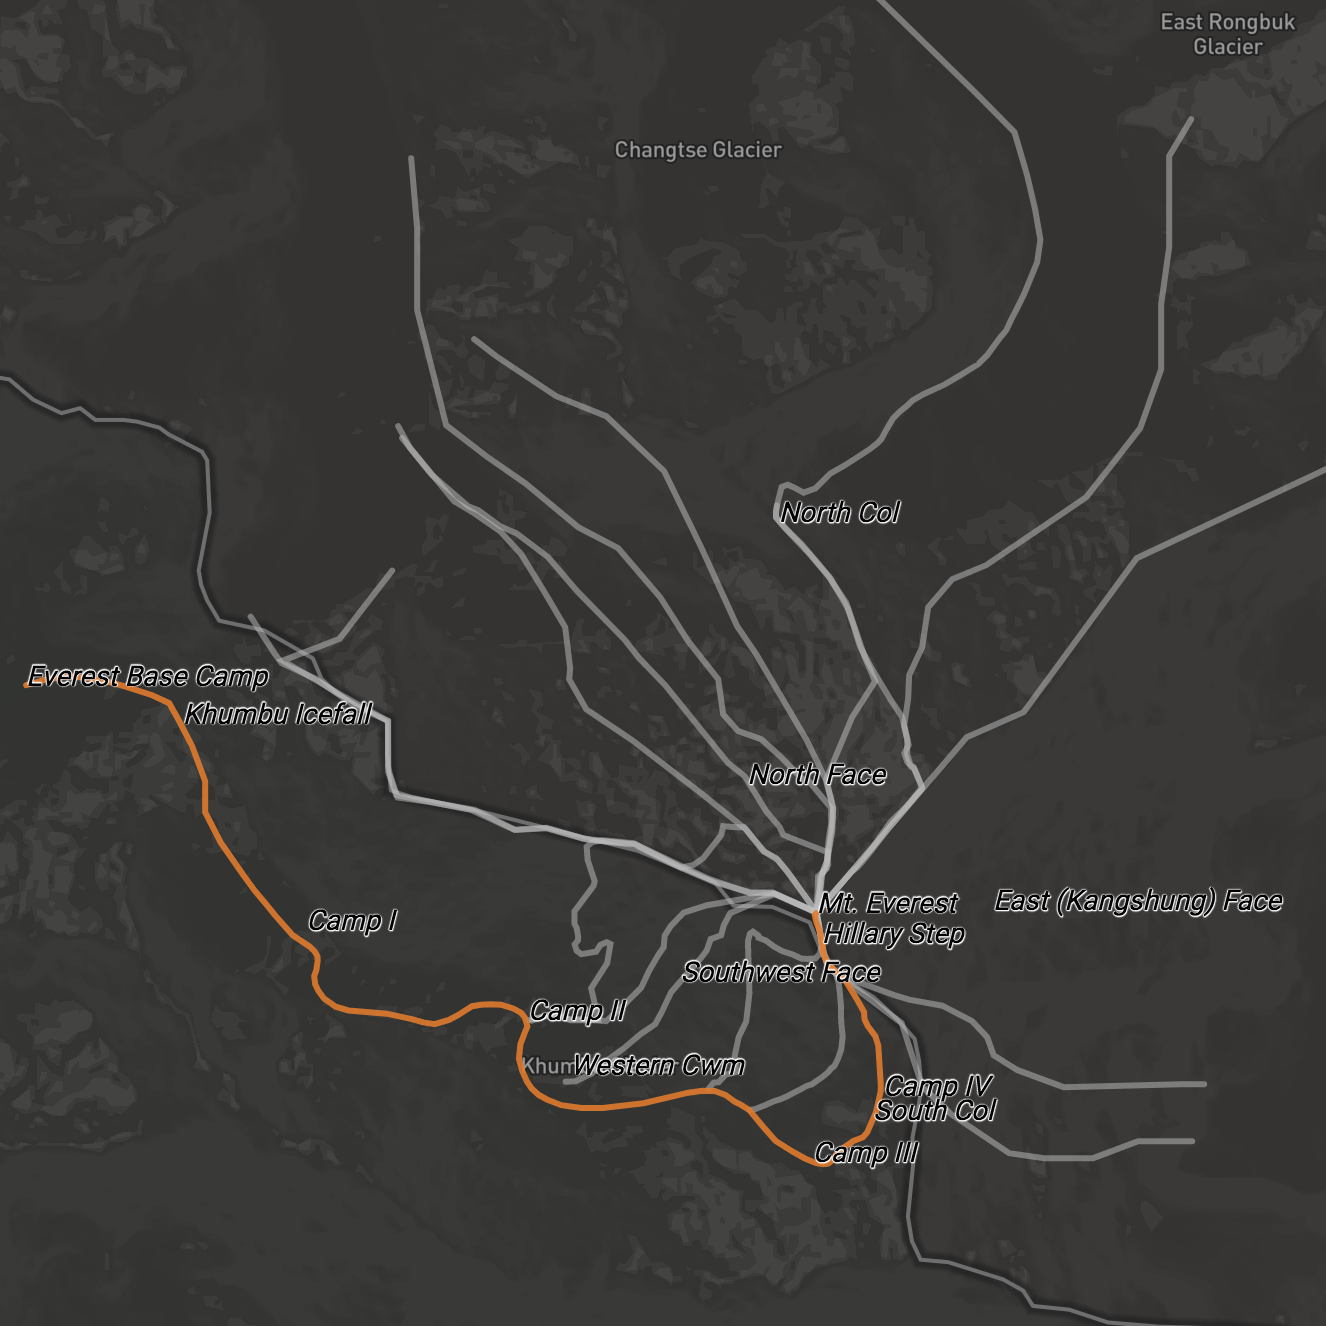 East Rongbuk
Glacier
Changtse Glacier
North Col
Everest Base Camp
Khumbu Icefall
North Face
Mt. Everest
East (Kangshung) Face
Camp I
Hillary Step
Southwest Face
Camp II
Western Cwm
Camp IV
South Col
Camp III